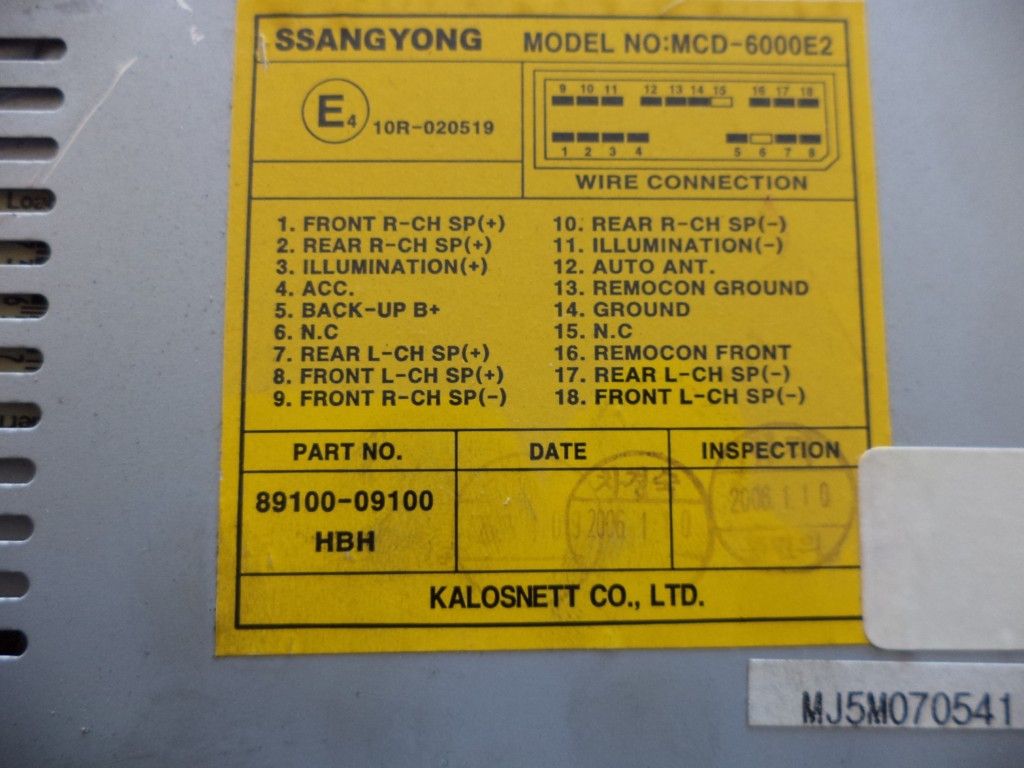 SSANGYONG MODEL NO:MCD-6000E2
9 10 11 12 13 14 15 16 17 18
E4 10R-020519
1 2 3 4 5 6 7 8
WIRE CONNECTION
1. FRONT R-CH SP(+)
2. REAR R-CH SP(+)
3. ILLUMINATION(+)
4. ACC.
5. BACK-UP B+
6. N.C
7. REAR L-CH SP(+)
8. FRONT L-CH SP(+)
9. FRONT R-CH SP(-)
10. REAR R-CH SP(-)
11. ILLUMINATION(-)
12. AUTO ANT.
13. REMOCON GROUND
14. GROUND
15. N.C
16. REMOCON FRONT
17. REAR L-CH SP(-)
18. FRONT L-CH SP(-)
PART NO. DATE INSPECTION
89100-09100
HBH
2006. 1 0
2006. 1 1 0
KALOSNETT CO., LTD.
MJ5M070541